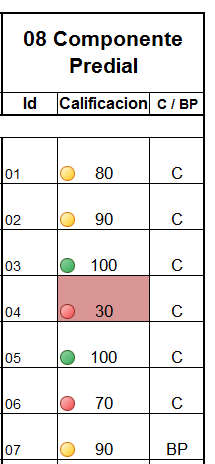 08 Componente
Predial
Id Calificacion C / BP
01 80 C
02 90 C
03 100 C
04 30 C
05 100 C
06 70 C
07 90 BP